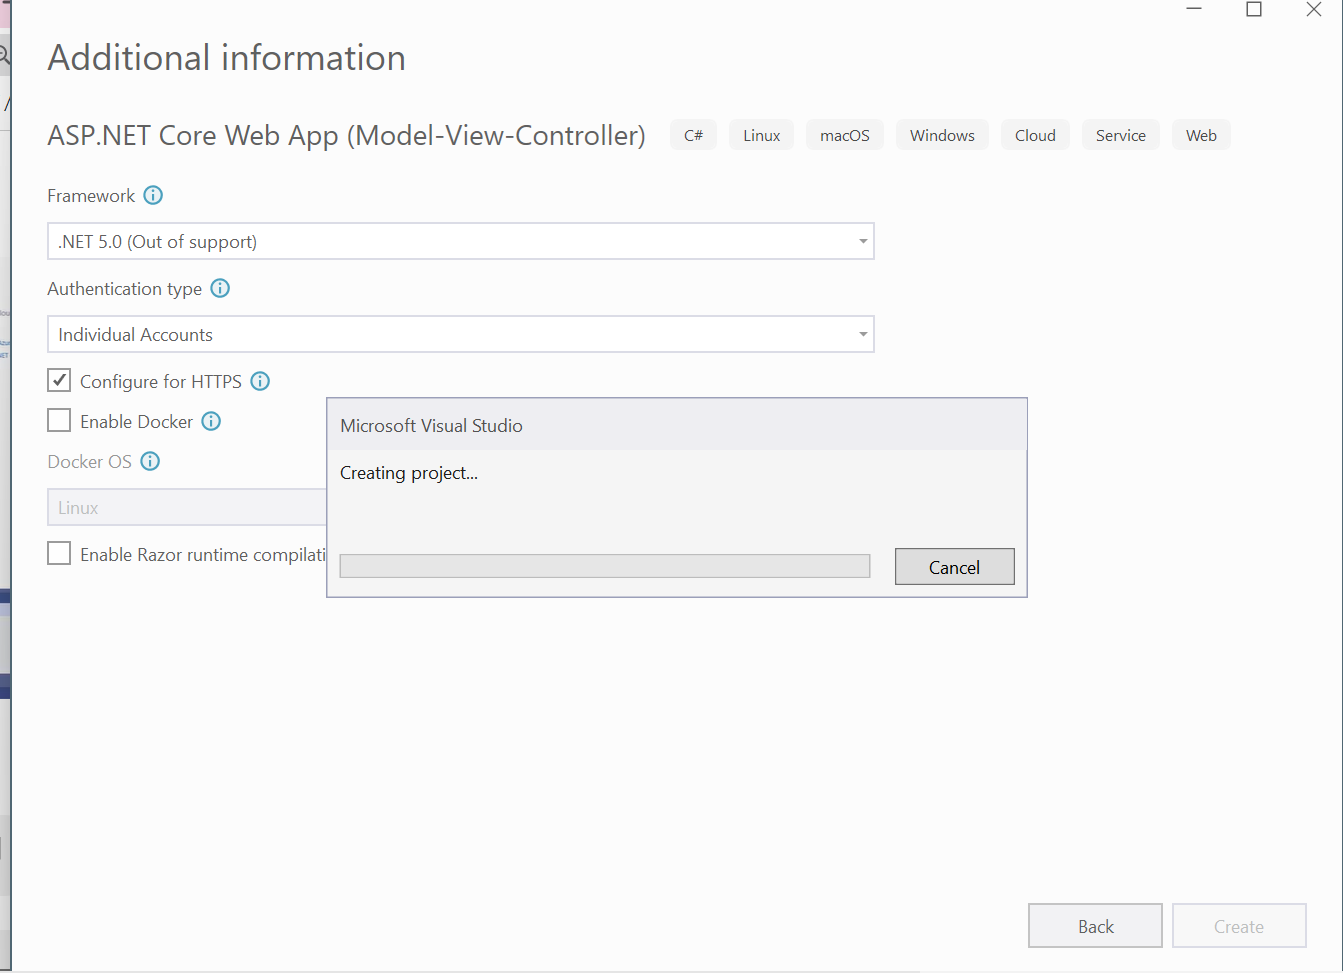 Additional information
ASP.NET Core Web App (Model-View-Controller) C# Linux macOS Windows Cloud Service Web
Framework
.NET 5.0 (Out of support)
Authentication type
Individual Accounts
Configure for HTTPS
Enable Docker
Docker OS
Linux
Enable Razor runtime compilati
Microsoft Visual Studio
Creating project...
Cancel
Back Create